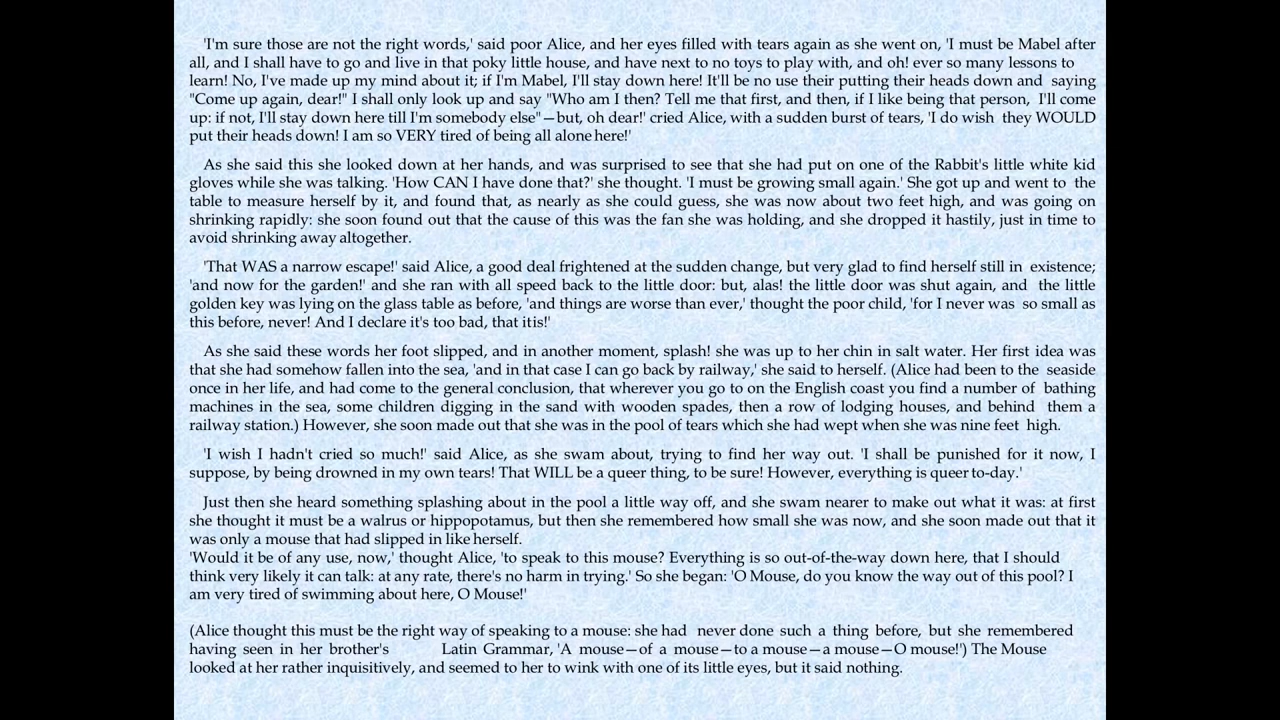 'I'm sure those are not the right words,' said poor Alice, and her eyes filled with tears again as she went on, 'I must be Mabel after
all, and I shall have to go and live in that poky little house, and have next to no toys to play with, and oh! ever so many lessons to
learn! No, I've made up my mind about it; if I'm Mabel, I'll stay down here! It'll be no use their putting their heads down and saying
"Come up again, dear!" I shall only look up and say "Who am I then? Tell me that first, and then, if I like being that person, I'll come
up: if not, I'll stay down here till I'm somebody else"—but, oh dear!' cried Alice, with a sudden burst of tears, 'I do wish they WOULD
put their heads down! I am so VERY tired of being all alone here!'
As she said this she looked down at her hands, and was surprised to see that she had put on one of the Rabbit's little white kid
gloves while she was talking. 'How CAN I have done that?' she thought. 'I must be growing small again.' She got up and went to the
table to measure herself by it, and found that, as nearly as she could guess, she was now about two feet high, and was going on
shrinking rapidly: she soon found out that the cause of this was the fan she was holding, and she dropped it hastily, just in time to
avoid shrinking away altogether.
'That WAS a narrow escape!' said Alice, a good deal frightened at the sudden change, but very glad to find herself still in existence;
'and now for the garden!' and she ran with all speed back to the little door: but, alas! the little door was shut again, and the little
golden key was lying on the glass table as before, 'and things are worse than ever,' thought the poor child, 'for I never was so small as
this before, never! And I declare it's too bad, that itis!'
As she said these words her foot slipped, and in another moment, splash! she was up to her chin in salt water. Her first idea was
that she had somehow fallen into the sea, 'and in that case I can go back by railway,' she said to herself. (Alice had been to the seaside
once in her life, and had come to the general conclusion, that wherever you go to on the English coast you find a number of bathing
machines in the sea, some children digging in the sand with wooden spades, then a row of lodging houses, and behind them a
railway station.) However, she soon made out that she was in the pool of tears which she had wept when she was nine feet high.
'I wish I hadn't cried so much!' said Alice, as she swam about, trying to find her way out. 'I shall be punished for it now, I
suppose, by being drowned in my own tears! That WILL be a queer thing, to be sure! However, everything is queer to-day.'
Just then she heard something splashing about in the pool a little way off, and she swam nearer to make out what it was: at first
she thought it must be a walrus or hippopotamus, but then she remembered how small she was now, and she soon made out that it
was only a mouse that had slipped in like herself.
'Would it be of any use, now,' thought Alice, 'to speak to this mouse? Everything is so out-of-the-way down here, that I should
think very likely it can talk: at any rate, there's no harm in trying.' So she began: 'O Mouse, do you know the way out of this pool? I
am very tired of swimming about here, O Mouse!'
(Alice thought this must be the right way of speaking to a mouse: she had never done such a thing before, but she remembered
having seen in her brother's Latin Grammar, 'A mouse—of a mouse—to a mouse—a mouse—O mouse!') The Mouse
looked at her rather inquisitively, and seemed to her to wink with one of its little eyes, but it said nothing.